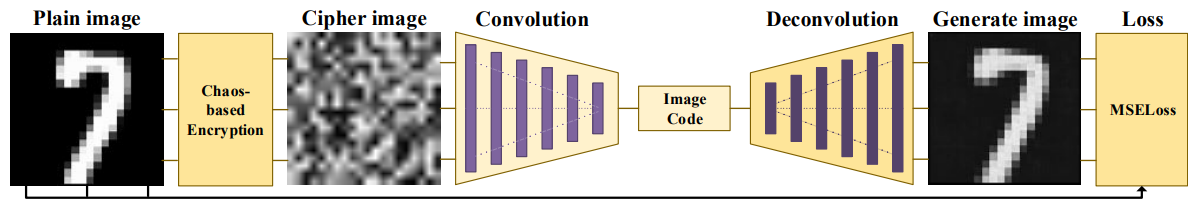 Plain image
Cipher image
Convolution
Deconvolution
Generate image
Loss
Chaos-
based
Encryption
Image
Code
MSELoss